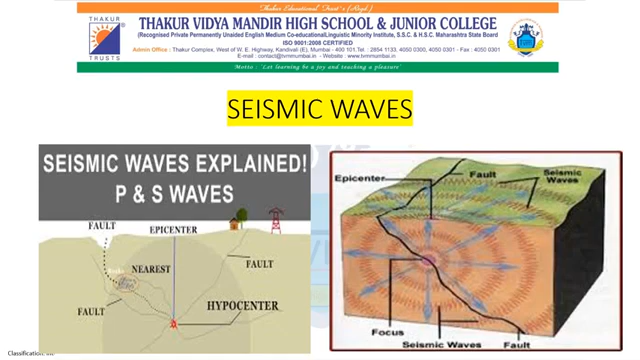 Thakur Educational Trust's (Regd.)
THAKUR VIDYA MANDIR HIGH SCHOOL & JUNIOR COLLEGE
(Recognised Private Permanently Unaided English Medium Co-educational,Linguistic Minority Institute, S.S.C. & H.S.C. Maharashtra State Board
ISO 9001:2008 CERTIFIED
Admin Office : Thakur Complex, West of W. E. Highway, Kandivali (E), Mumbai - 400 101.Tel. : 2854 1133, 4050 0300, 4050 0301 - Fax : 4050 0301
E-mail : contact@tvmmumbai.in - Website : www.tvmmumbai.in
Motto : "Let learning be a joy and teaching a pleasure"
THAKUR
TRUSTS
SEISMIC WAVES
SEISMIC WAVES EXPLAINED!
P & S WAVES
FAULT
EPICENTER
NEAREST
FAULT
FAULT
HYPOCENTER
Epicenter
Fault
Seismic
Waves
Focus
Seismic Waves
Fault
Classification: